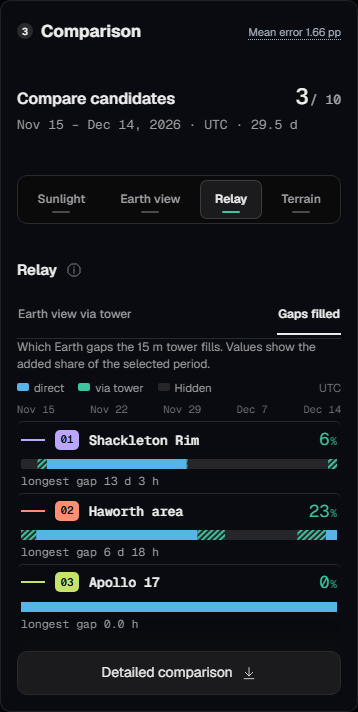 3 Comparison Mean error 1.66 pp
Compare candidates 3 / 10
Nov 15 – Dec 14, 2026 · UTC · 29.5 d
Sunlight Earth view Relay Terrain
Relay
Earth view via tower Gaps filled
Which Earth gaps the 15 m tower fills. Values show the
added share of the selected period.
direct via tower Hidden UTC
Nov 15 Nov 22 Nov 29 Dec 7 Dec 14
01 Shackleton Rim 6%
longest gap 13 d 3 h
02 Haworth area 23%
longest gap 6 d 18 h
03 Apollo 17 0%
longest gap 0.0 h
Detailed comparison